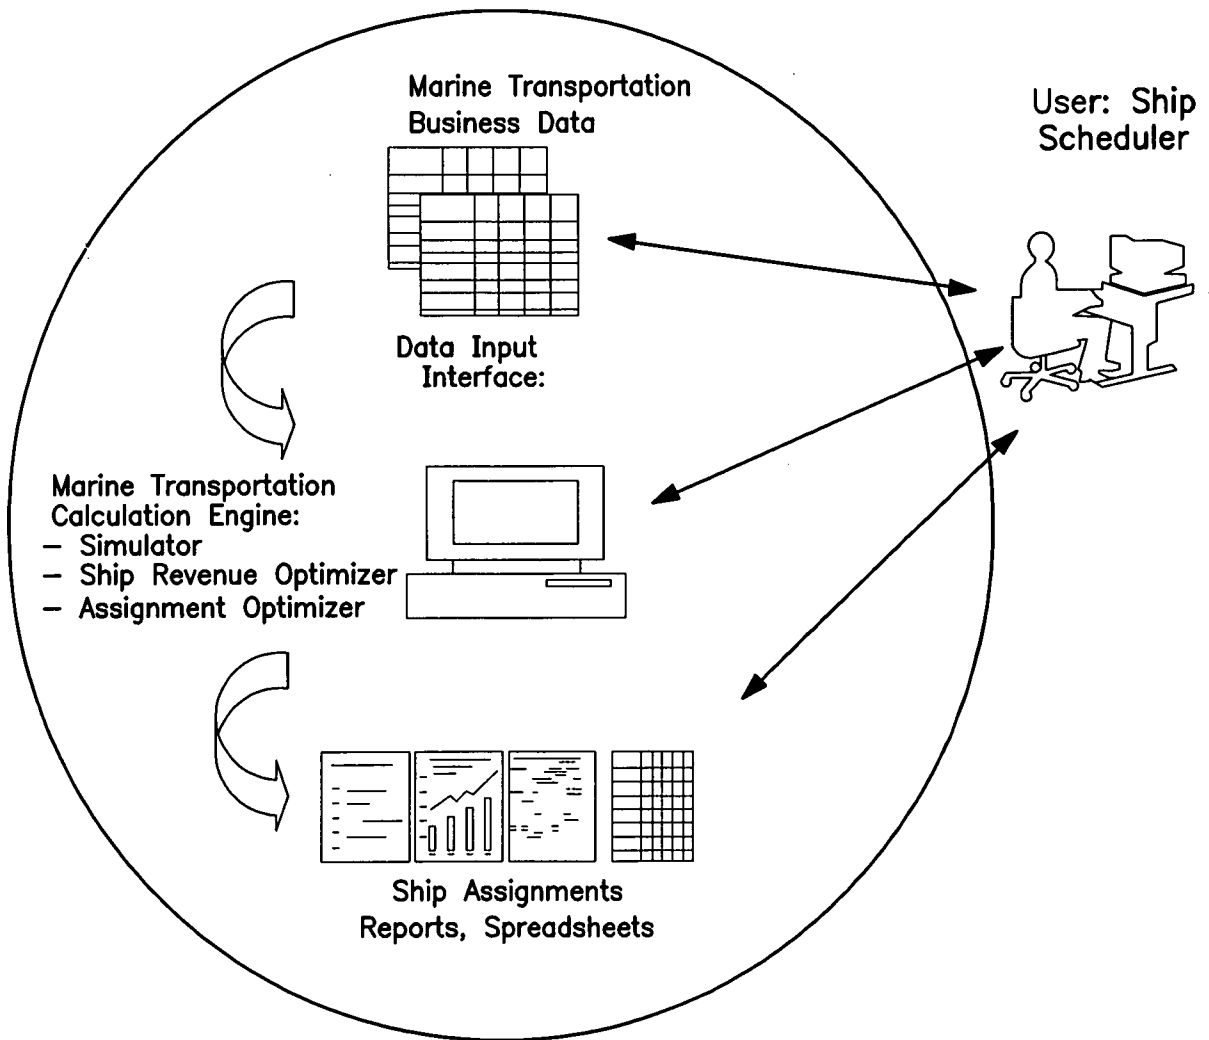 Marine Transportation
Business Data
User: Ship
Scheduler
Data Input
Interface:
Marine Transportation
Calculation Engine:
– Simulator
– Ship Revenue Optimizer
– Assignment Optimizer
Ship Assignments
Reports, Spreadsheets